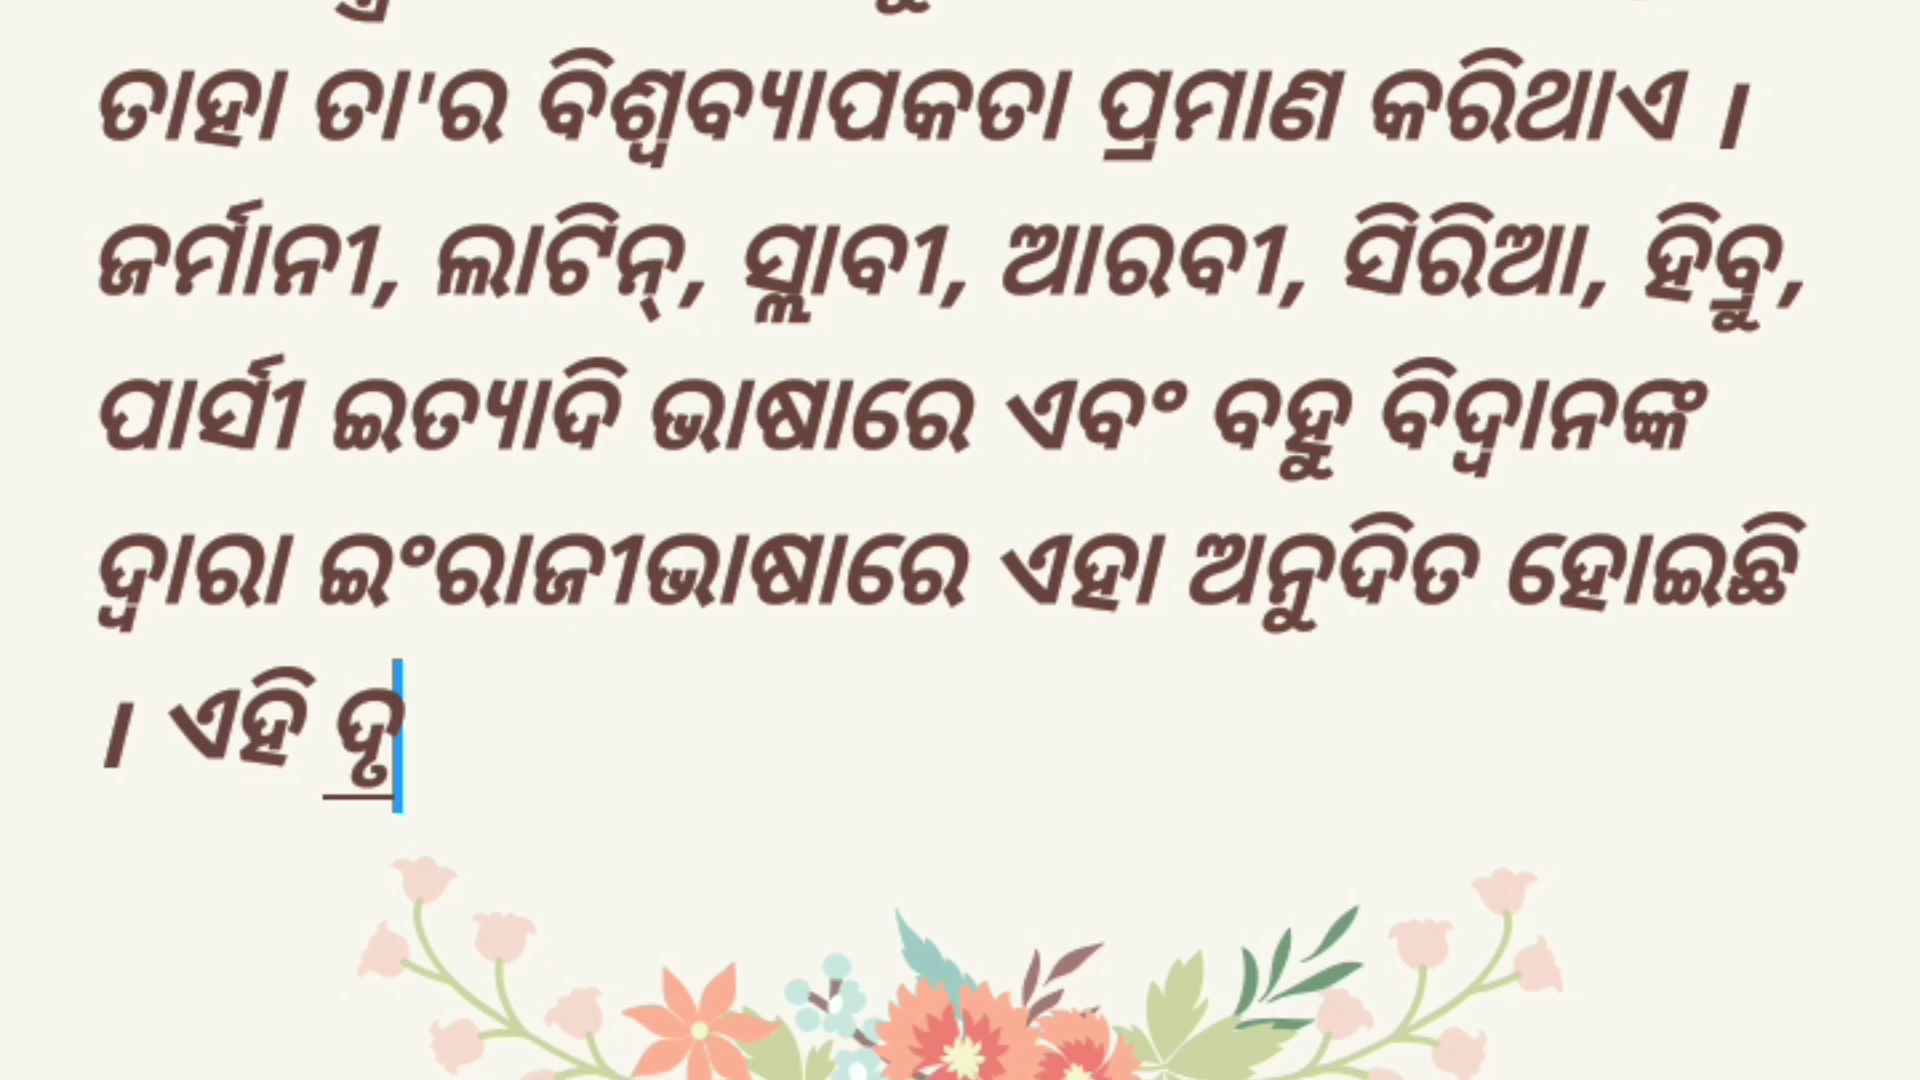 ତାହା ତା'ର ବିଶ୍ୱବ୍ୟାପକତା ପ୍ରମାଣ କରିଥାଏ ।
ଜର୍ମାନୀ, ଲାଟିନ୍, ସ୍ଲାବୀ, ଆରବୀ, ସିରିଆ, ହିବ୍ରୁ,
ପାର୍ସୀ ଇତ୍ୟାଦି ଭାଷାରେ ଏବଂ ବହୁ ବିଦ୍ୱାନଙ୍କ
ଦ୍ୱାରା ଇଂରାଜୀଭାଷାରେ ଏହା ଅନୁଦିତ ହୋଇଛି
। ଏହି ଦୃ